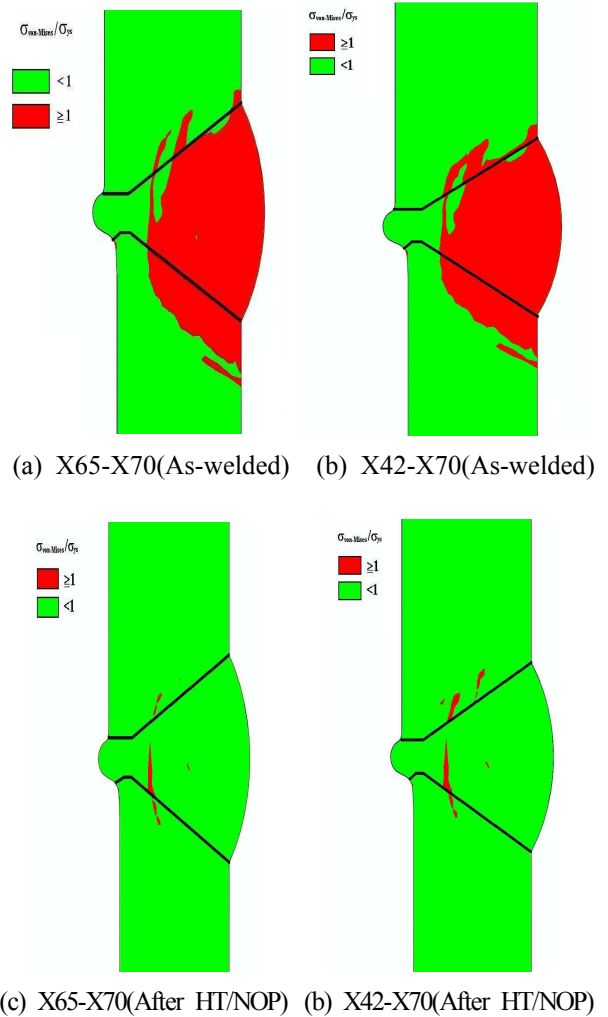 σvon-Mises/σys
<1
≥1
σvon-Mises/σys
≥1
<1
(a) X65-X70(As-welded) (b) X42-X70(As-welded)
σvon-Mises/σys
≥1
<1
σvon-Mises/σys
≥1
<1
(c) X65-X70(After HT/NOP) (b) X42-X70(After HT/NOP)